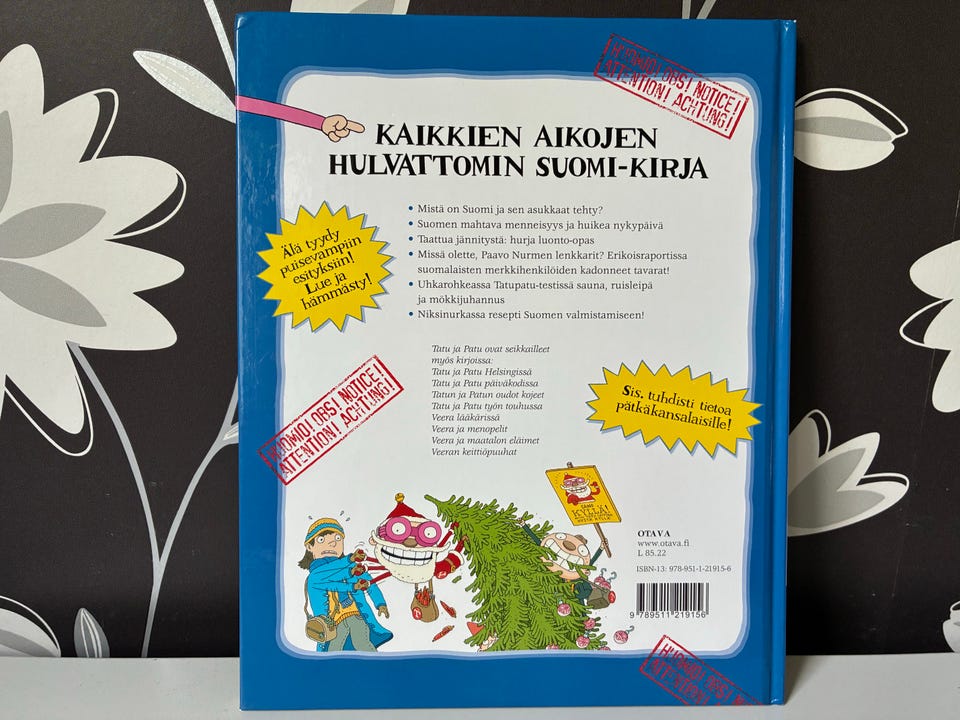 HUOMIO! OBS! NOTICE!
ATTENTION! ACHTUNG!
KAIKKIEN AIKOJEN
HULVATTOMIN SUOMI-KIRJA
• Mistä on Suomi ja sen asukkaat tehty?
• Suomen mahtava menneisyys ja huikea nykypäivä
• Taattua jännitystä: hurja luonto-opas
• Missä olette, Paavo Nurmen lenkkarit? Erikoisraportissa
suomalaisten merkkihenkilöiden kadonneet tavarat!
• Uhkarohkeassa Tatupatu-testissä sauna, ruisleipä
ja mökkijuhannus
• Niksinurkassa resepti Suomen valmistamiseen!
Älä tyydy
puisevampiin
esityksiin!
Lue ja
hämmästy!
Tatu ja Patu ovat seikkailleet
myös kirjoissa:
Tatu ja Patu Helsingissä
Tatu ja Patu päiväkodissa
Tatun ja Patun oudot kojeet
Tatu ja Patu työn touhussa
Veera lääkärissä
Veera ja menopelit
Veera ja maatalon eläimet
Veeran keittiöpuuhat
HUOMIO! OBS! NOTICE!
ATTENTION! ACHTUNG!
Sis. tuhdisti tietoa
pätkäkansalaisille!
SANO
KYLLÄ!
OTAVA
www.otava.fi
L 85.22
ISBN-13: 978-951-1-21915-6
9 789511 219156
HUOMIO! OBS! NOTICE!
ATTENTION!